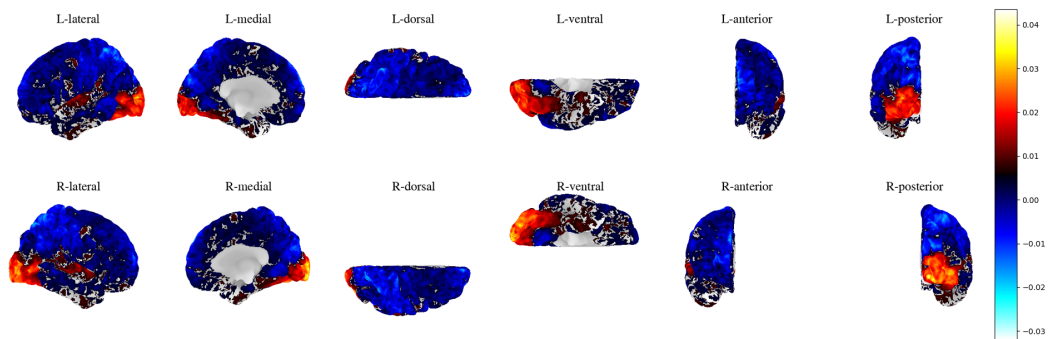 L-lateral
L-medial
L-dorsal
L-ventral
L-anterior
L-posterior
R-lateral
R-medial
R-dorsal
R-ventral
R-anterior
R-posterior
0.04
0.03
0.02
0.01
0.00
−0.01
−0.02
−0.03